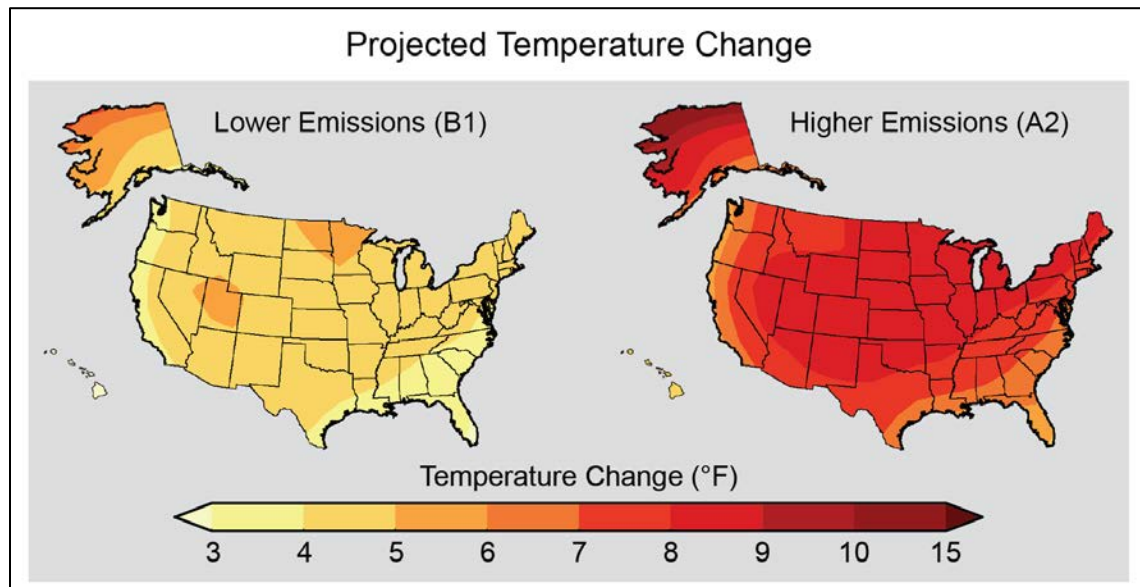 Projected Temperature Change
Lower Emissions (B1)
Higher Emissions (A2)
Temperature Change (°F)
3 4 5 6 7 8 9 10 15